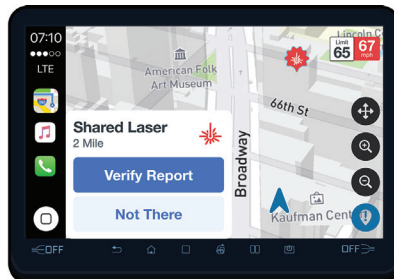 07:10
LTE
American Folk
Art Museum
Lincoln C
Limit
65
67
mph
66th St
Broadway
Kaufman Cent
Shared Laser
2 Mile
Verify Report
Not There
OFF
OFF